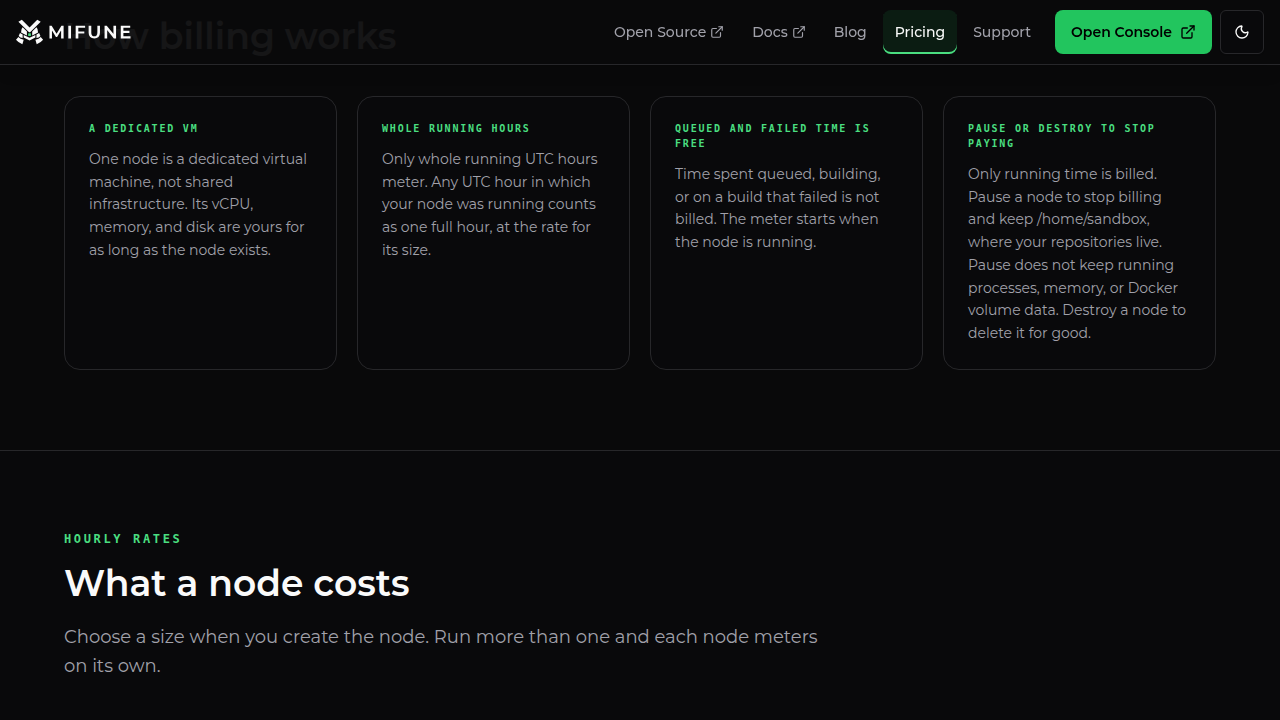 MIFUNE
Open Source
Docs
Blog
Pricing
Support
Open Console
How billing works
A DEDICATED VM
One node is a dedicated virtual
machine, not shared
infrastructure. Its vCPU,
memory, and disk are yours for
as long as the node exists.
WHOLE RUNNING HOURS
Only whole running UTC hours
meter. Any UTC hour in which
your node was running counts
as one full hour, at the rate for
its size.
QUEUED AND FAILED TIME IS
FREE
Time spent queued, building,
or on a build that failed is not
billed. The meter starts when
the node is running.
PAUSE OR DESTROY TO STOP
PAYING
Only running time is billed.
Pause a node to stop billing
and keep /home/sandbox,
where your repositories live.
Pause does not keep running
processes, memory, or Docker
volume data. Destroy a node to
delete it for good.
HOURLY RATES
What a node costs
Choose a size when you create the node. Run more than one and each node meters
on its own.